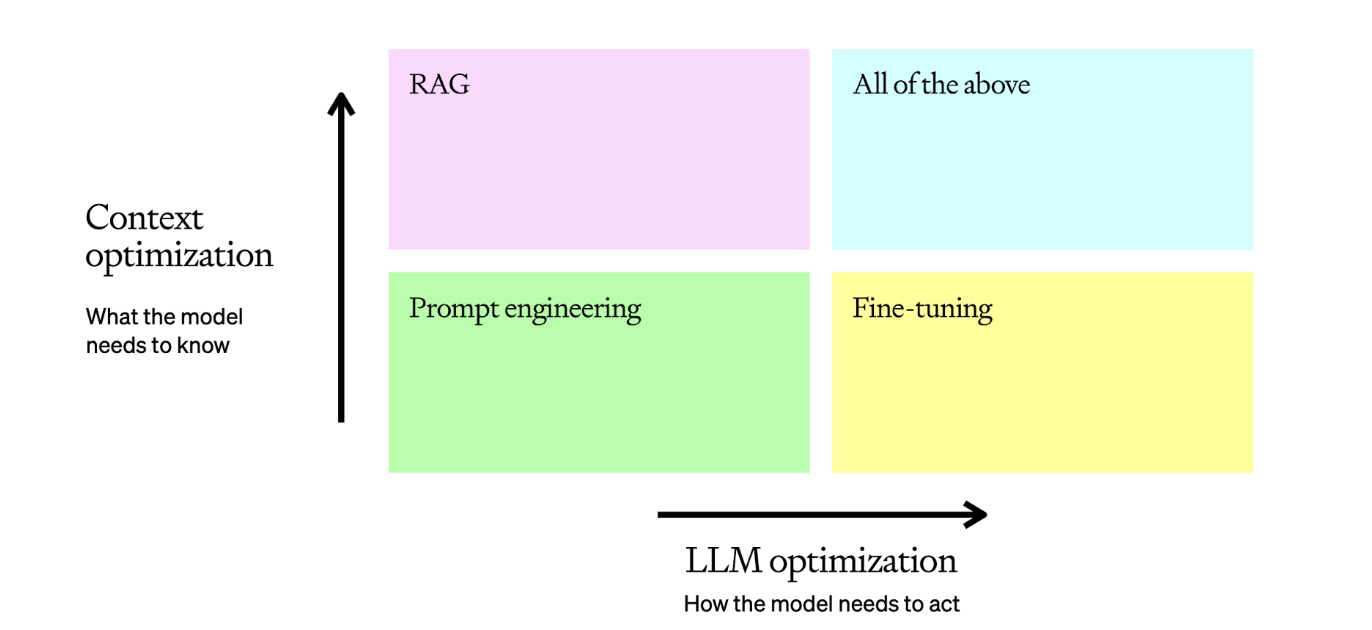 RAG
All of the above
Context
optimization
What the model
needs to know
Prompt engineering
Fine-tuning
LLM optimization
How the model needs to act